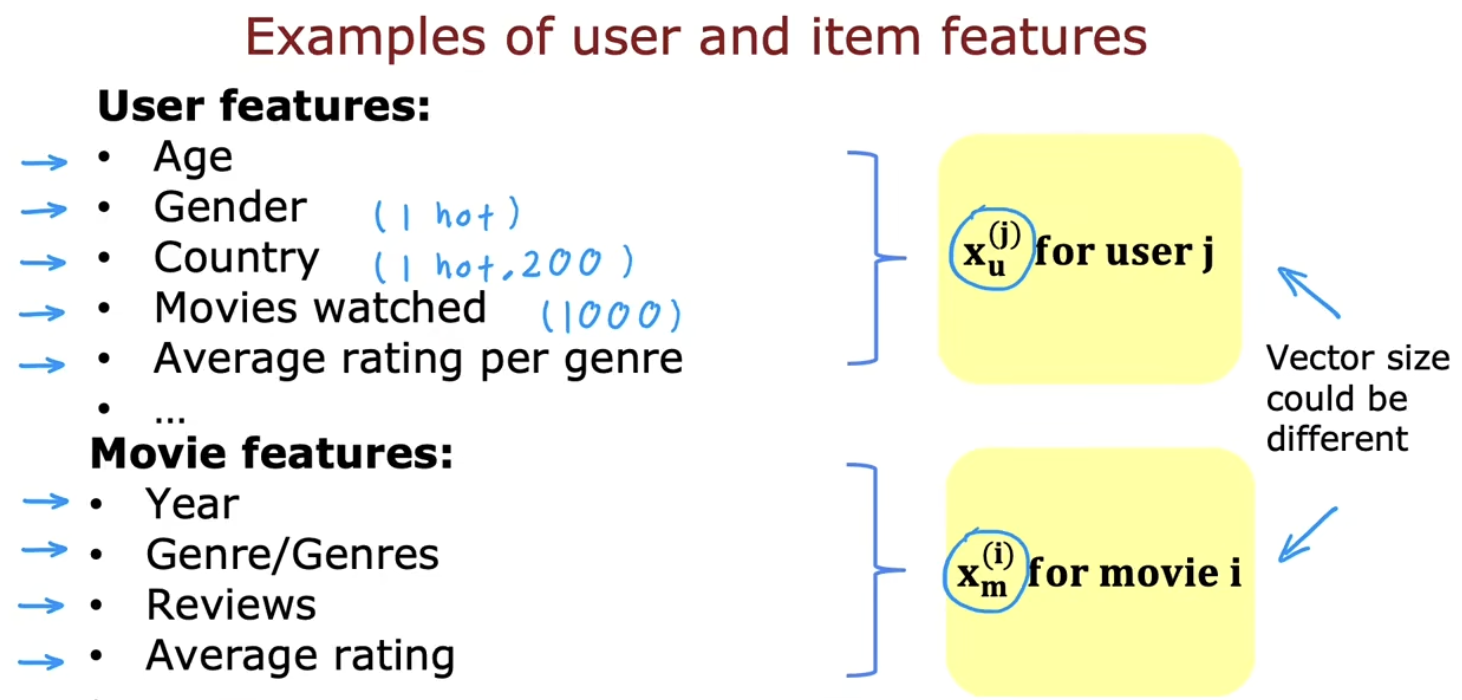 Examples of user and item features
User features:
• Age
• Gender (1 hot)
• Country (1 hot, 200)
• Movies watched (1000)
• Average rating per genre
• ...
x_u^(j) for user j
Vector size
could be
different
Movie features:
• Year
• Genre/Genres
• Reviews
• Average rating
x_m^(i) for movie i